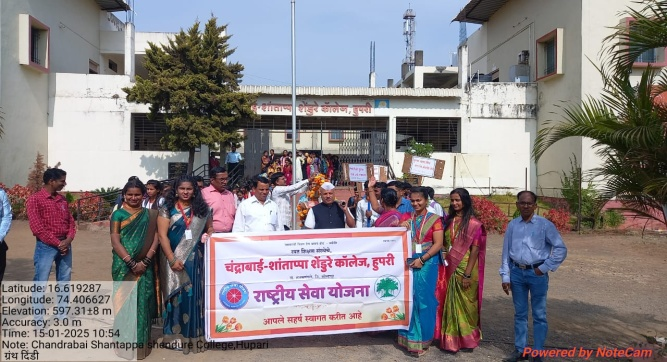 चंद्राबाई-शांताप्पा शेंडुरे कॉलेज, हुपरी
चंद्राबाई-शांताप्पा शेंडुरे कॉलेज, हुपरी
राष्ट्रीय सेवा योजना
आपले सहर्ष स्वागत करीत आहे
Latitude: 16.619287
Longitude: 74.406627
Elevation: 597.31±8 m
Accuracy: 3.0 m
Time: 15-01-2025 10:54
Note: Chandrabai Shantappa shendure College,Hupari
ग्रंथ दिंडी
Powered by NoteCam